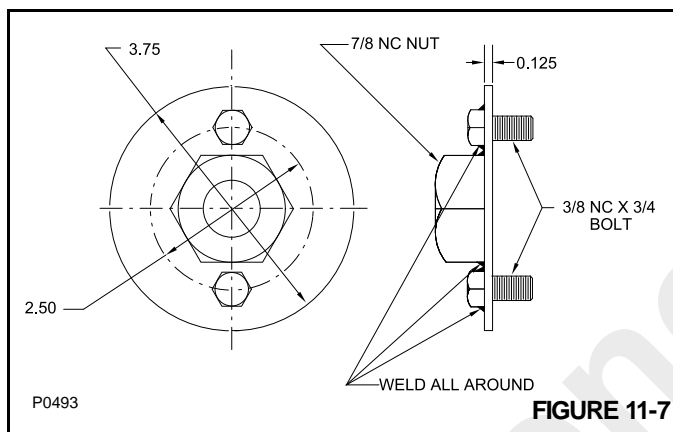 3.75
7/8 NC NUT
0.125
3/8 NC X 3/4
BOLT
2.50
WELD ALL AROUND
P0493
FIGURE 11-7